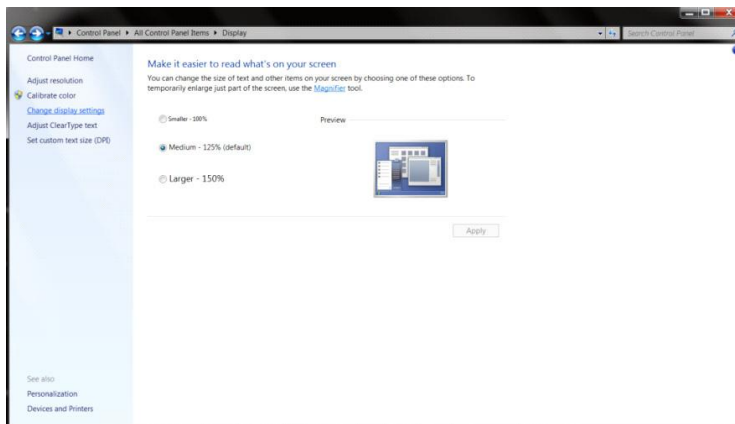 Control Panel ▸ All Control Panel Items ▸ Display
Search Control Panel
Control Panel Home
Adjust resolution
Calibrate color
Change display settings
Adjust ClearType text
Set custom text size (DPI)
See also
Personalization
Devices and Printers
Make it easier to read what's on your screen
You can change the size of text and other items on your screen by choosing one of these options. To
temporarily enlarge just part of the screen, use the Magnifier tool.
Smaller - 100%
Preview
Medium - 125% (default)
Larger - 150%
Apply